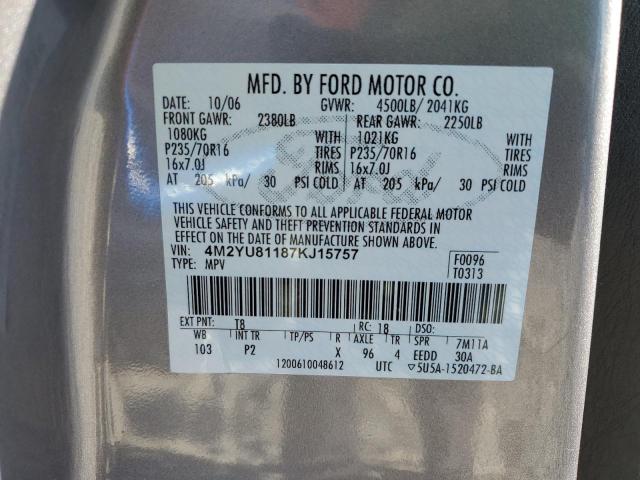 MFD. BY FORD MOTOR CO.
DATE: 10/06 GVWR: 4500LB/ 2041KG
FRONT GAWR: 2380LB REAR GAWR: 2250LB
1080KG WITH 1021KG WITH
P235/70R16 TIRES P235/70R16 TIRES
16x7.0J RIMS 16x7.0J RIMS
AT 205 kPa/ 30 PSI COLD AT 205 kPa/ 30 PSI COLD
THIS VEHICLE CONFORMS TO ALL APPLICABLE FEDERAL MOTOR
VEHICLE SAFETY AND THEFT PREVENTION STANDARDS IN
EFFECT ON THE DATE OF MANUFACTURE SHOWN ABOVE.
VIN: 4M2YU81187KJ15757 F0096
TYPE: MPV T0313
EXT PNT: T8 RC: 18 DSO:
WB INT TR TP/PS R AXLE TR SPR 7M11A
103 P2 X 96 4 EEDD 30A
1200610048612 UTC ▽5U5A-1520472-BA